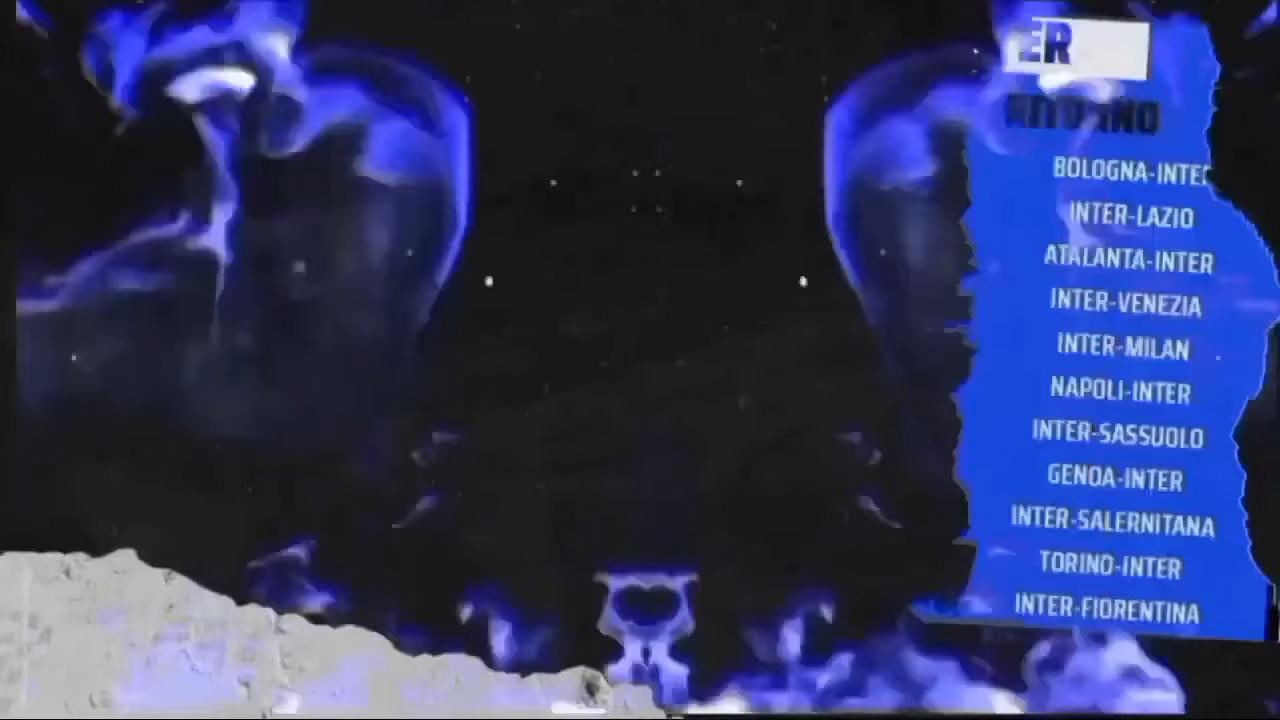 ER
BOLOGNA-INTER
INTER-LAZIO
ATALANTA-INTER
INTER-VENEZIA
INTER-MILAN
NAPOLI-INTER
INTER-SASSUOLO
GENOA-INTER
INTER-SALERNITANA
TORINO-INTER
INTER-FIORENTINA